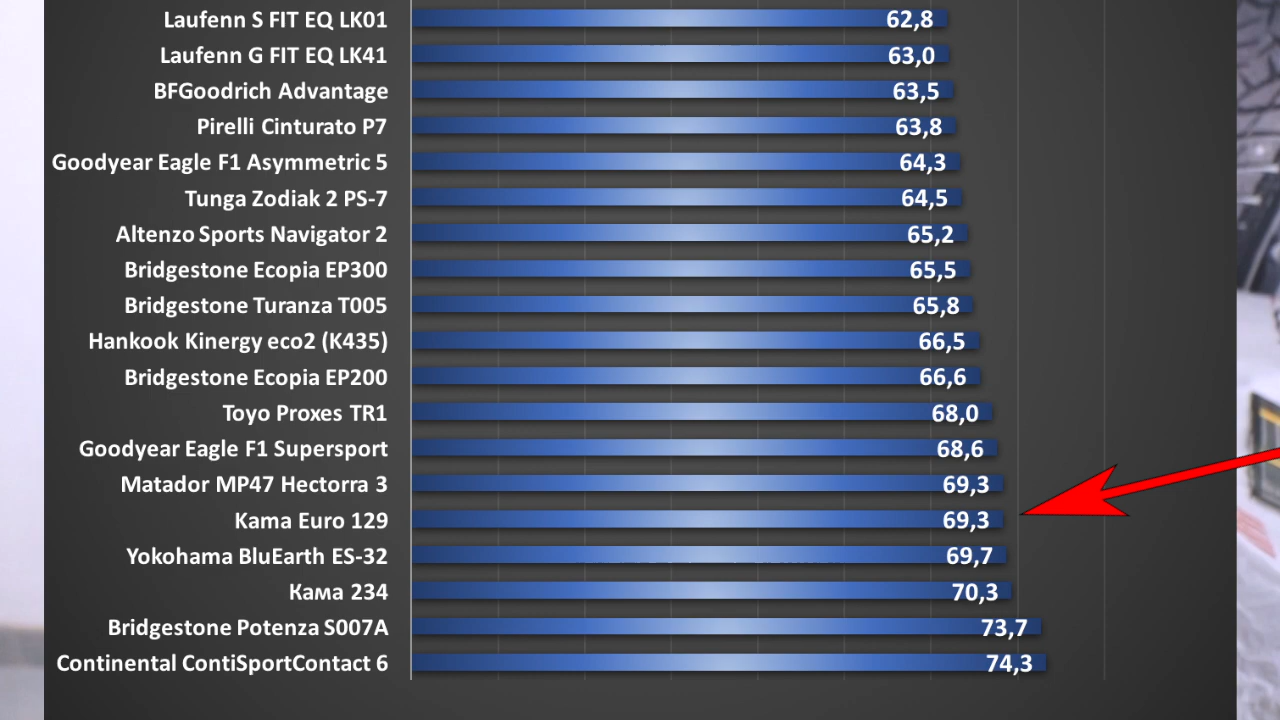 Laufenn S FIT EQ LK01 62,8
Laufenn G FIT EQ LK41 63,0
BFGoodrich Advantage 63,5
Pirelli Cinturato P7 63,8
Goodyear Eagle F1 Asymmetric 5 64,3
Tunga Zodiak 2 PS-7 64,5
Altenzo Sports Navigator 2 65,2
Bridgestone Ecopia EP300 65,5
Bridgestone Turanza T005 65,8
Hankook Kinergy eco2 (K435) 66,5
Bridgestone Ecopia EP200 66,6
Toyo Proxes TR1 68,0
Goodyear Eagle F1 Supersport 68,6
Matador MP47 Hectorra 3 69,3
Kama Euro 129 69,3
Yokohama BluEarth ES-32 69,7
Кама 234 70,3
Bridgestone Potenza S007A 73,7
Continental ContiSportContact 6 74,3